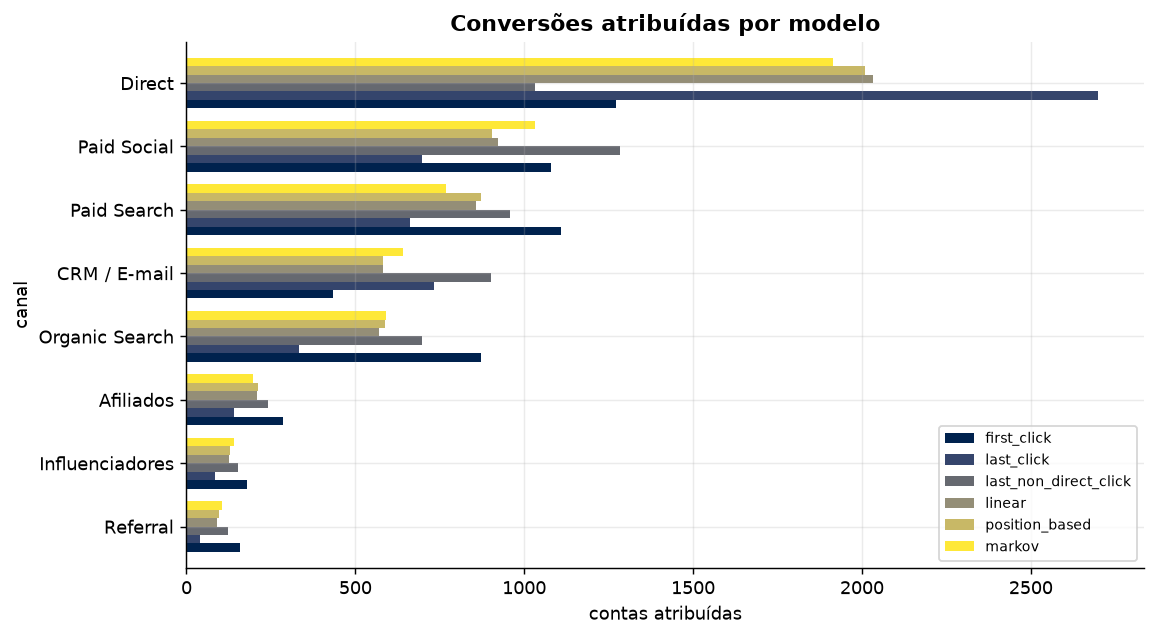 Conversões atribuídas por modelo
Direct
Paid Social
Paid Search
CRM / E-mail
Organic Search
Afiliados
Influenciadores
Referral
canal
0 500 1000 1500 2000 2500
contas atribuídas
first_click
last_click
last_non_direct_click
linear
position_based
markov